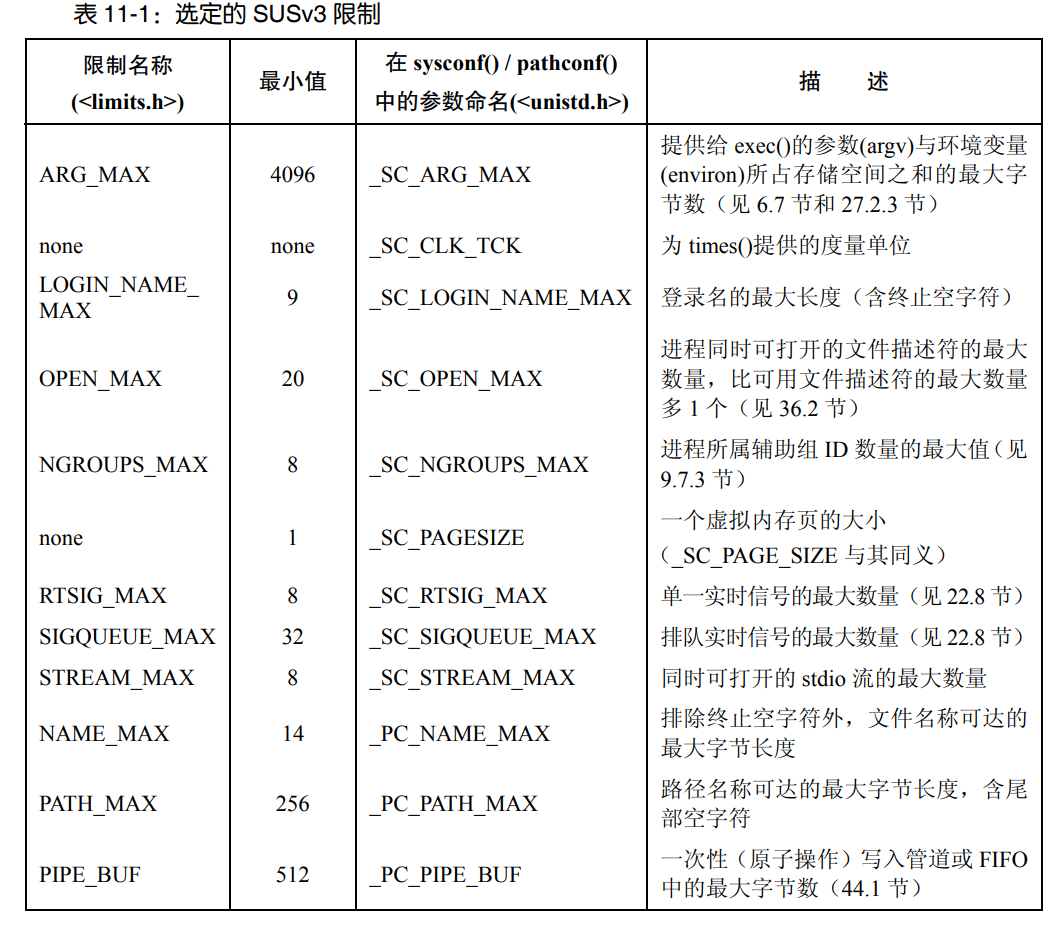 表 11-1：选定的 SUSv3 限制
限制名称
(<limits.h>)
最小值
在 sysconf() / pathconf()
中的参数命名(<unistd.h>)
描 述
ARG_MAX
4096
_SC_ARG_MAX
提供给 exec()的参数(argv)与环境变量
(environ)所占存储空间之和的最大字
节数（见 6.7 节和 27.2.3 节）
none
none
_SC_CLK_TCK
为 times()提供的度量单位
LOGIN_NAME_
MAX
9
_SC_LOGIN_NAME_MAX
登录名的最大长度（含终止空字符）
OPEN_MAX
20
_SC_OPEN_MAX
进程同时可打开的文件描述符的最大
数量，比可用文件描述符的最大数量
多 1 个（见 36.2 节）
NGROUPS_MAX
8
_SC_NGROUPS_MAX
进程所属辅助组 ID 数量的最大值（见
9.7.3 节）
none
1
_SC_PAGESIZE
一个虚拟内存页的大小
（_SC_PAGE_SIZE 与其同义）
RTSIG_MAX
8
_SC_RTSIG_MAX
单一实时信号的最大数量（见 22.8 节）
SIGQUEUE_MAX
32
_SC_SIGQUEUE_MAX
排队实时信号的最大数量（见 22.8 节）
STREAM_MAX
8
_SC_STREAM_MAX
同时可打开的 stdio 流的最大数量
NAME_MAX
14
_PC_NAME_MAX
排除终止空字符外，文件名称可达的
最大字节长度
PATH_MAX
256
_PC_PATH_MAX
路径名称可达的最大字节长度，含尾
部空字符
PIPE_BUF
512
_PC_PIPE_BUF
一次性（原子操作）写入管道或 FIFO
中的最大字节数（44.1 节）